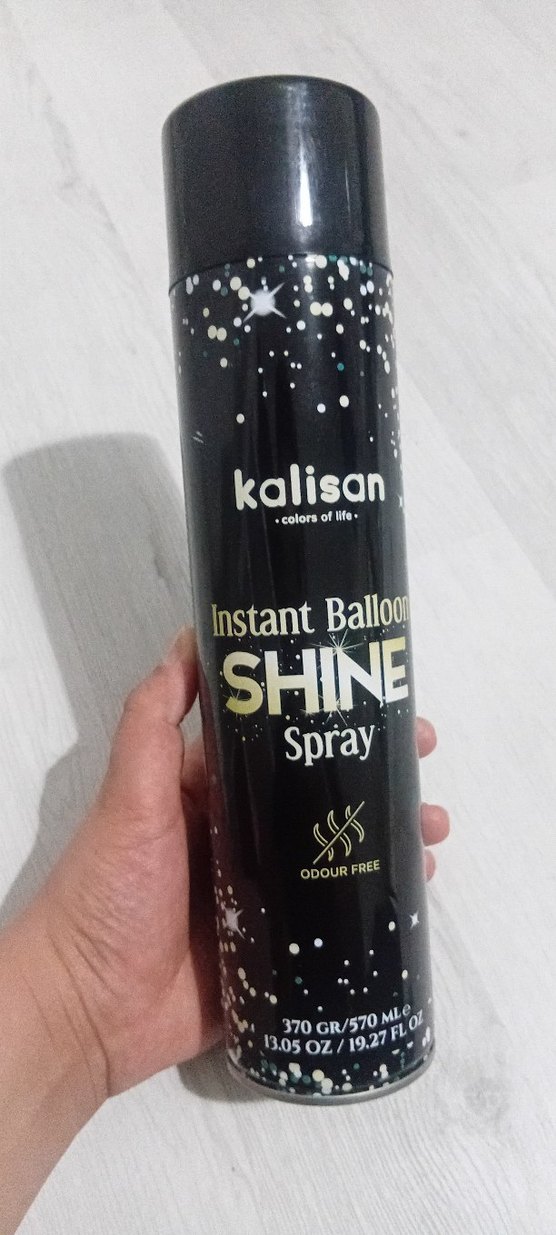 kalisan
• colors of life •
Instant Balloon
SHINE
Spray
ODOUR FREE
370 GR/570 ML ℮
13.05 OZ / 19.27 FL OZ